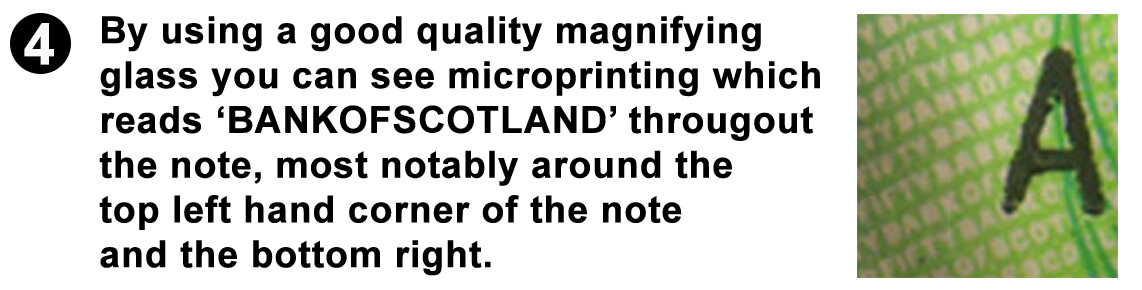 4
By using a good quality magnifying
glass you can see microprinting which
reads ‘BANKOFSCOTLAND’ througout
the note, most notably around the
top left hand corner of the note
and the bottom right.
A